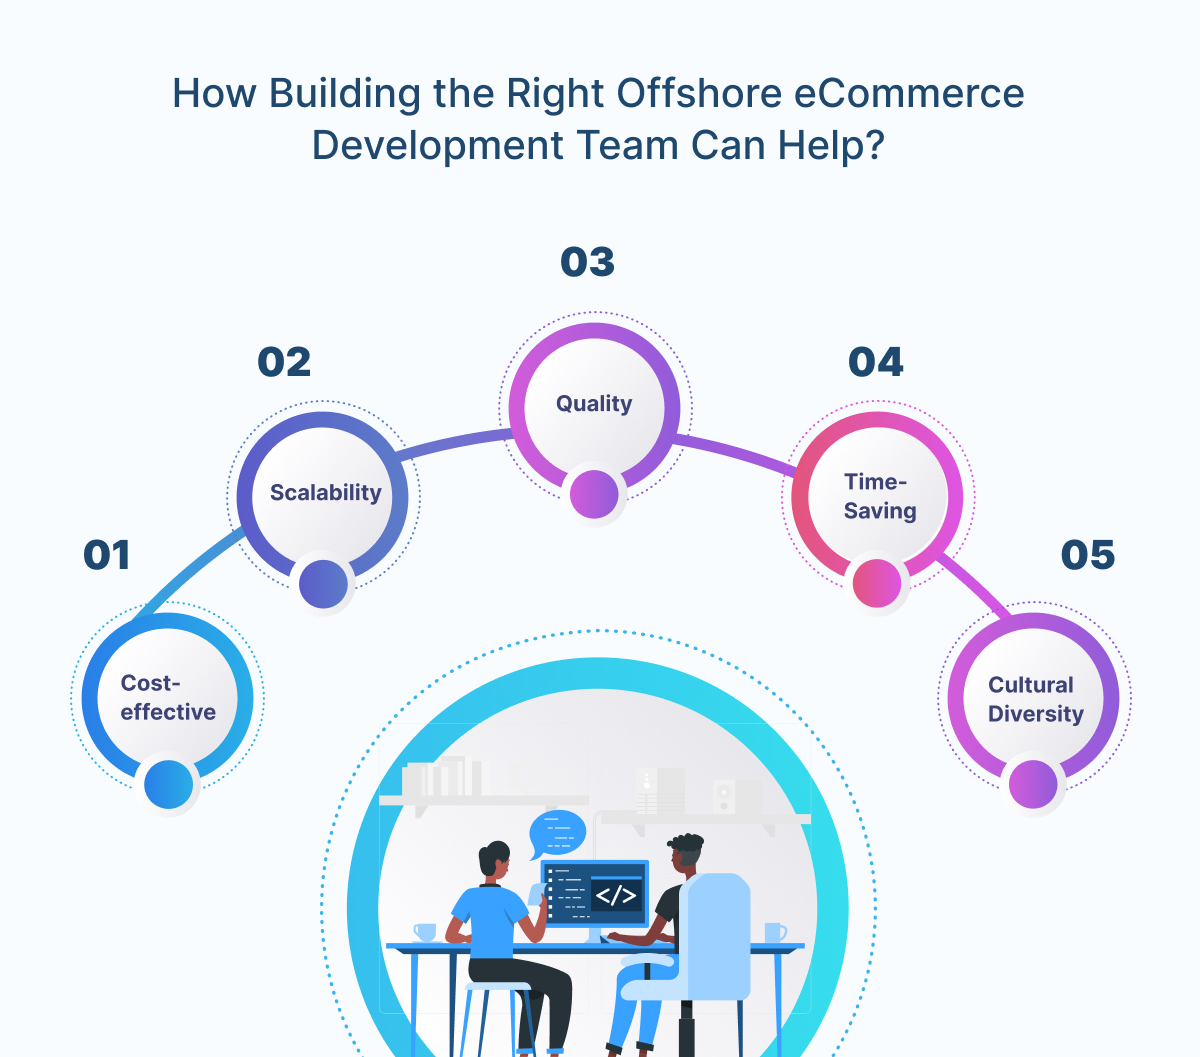 How Building the Right Offshore eCommerce
Development Team Can Help?
01
Cost-
effective
02
Scalability
03
Quality
04
Time-
Saving
05
Cultural
Diversity
</>